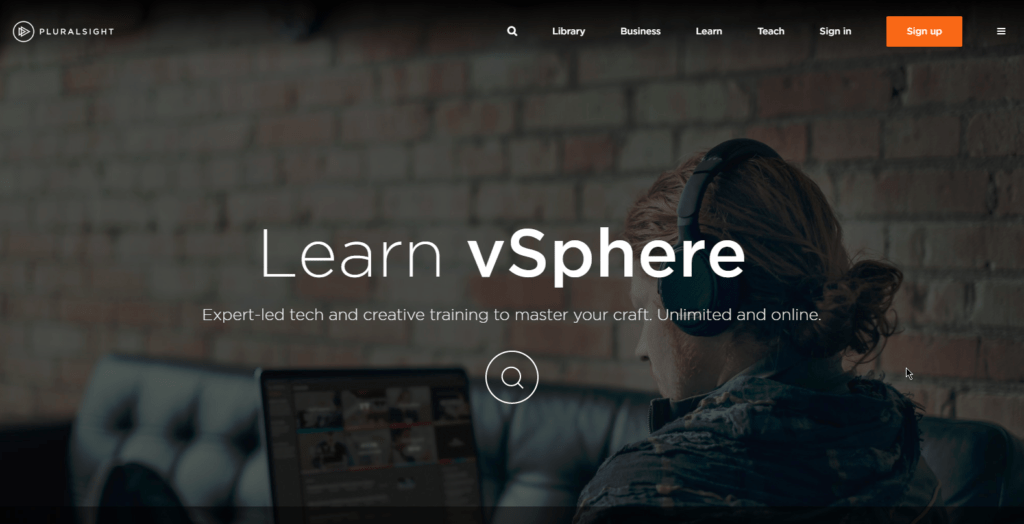 PLURALSIGHT
Library Business Learn Teach Sign in Sign up
Learn vSphere
Expert-led tech and creative training to master your craft. Unlimited and online.